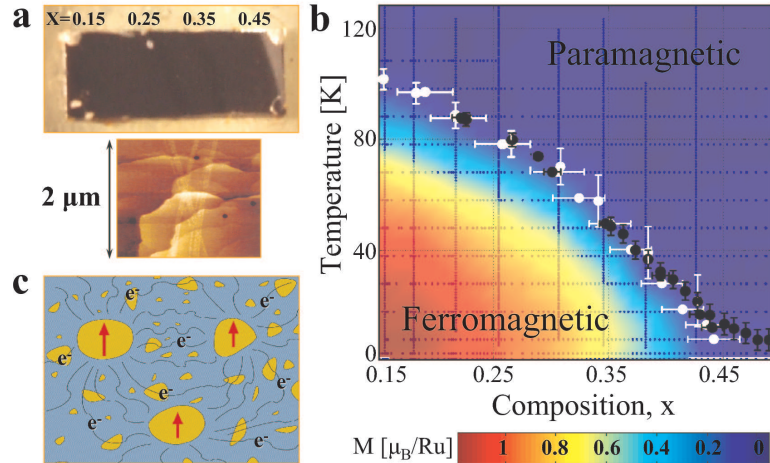 a
X=0.15 0.25 0.35 0.45
2 μm
c
e- e- e- e- e- e- e-
b
Temperature [K]
120
80
40
0
Paramagnetic
Ferromagnetic
0.15 0.25 0.35 0.45
Composition, x
M [μB/Ru] 1 0.8 0.6 0.4 0.2 0